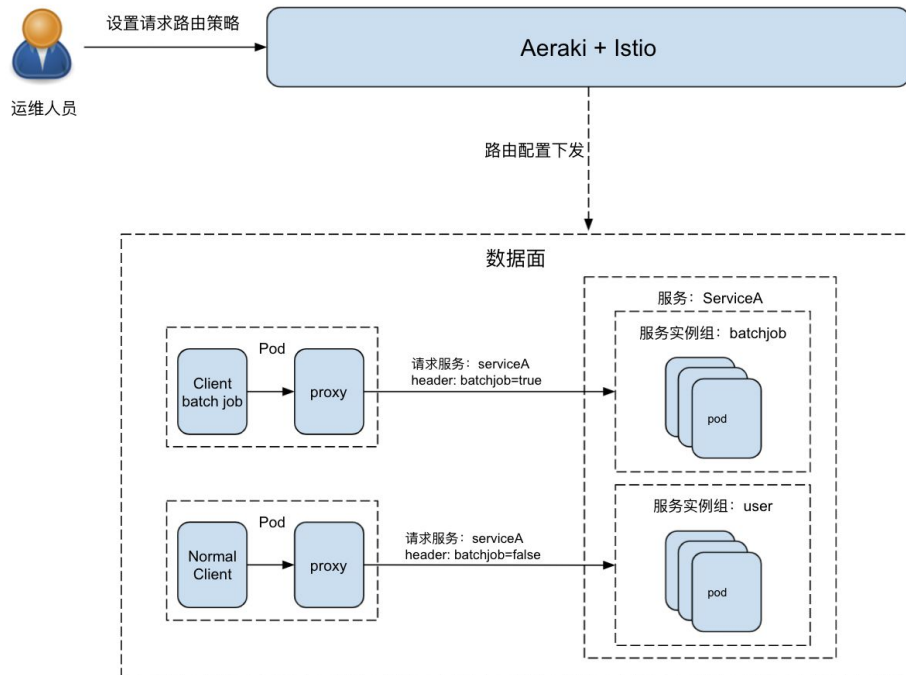 设置请求路由策略
Aeraki + Istio
运维人员
路由配置下发
数据面
服务：ServiceA
服务实例组：batchjob
Pod
Client
batch job
proxy
请求服务：serviceA
header: batchjob=true
pod
服务实例组：user
Pod
Normal
Client
proxy
请求服务：serviceA
header: batchjob=false
pod